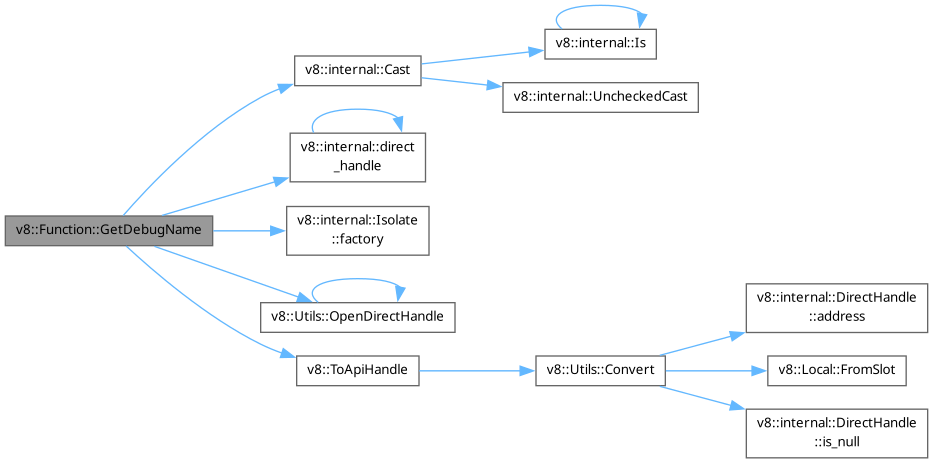 v8::internal::Is
v8::internal::Cast
v8::internal::UncheckedCast
v8::internal::direct
_handle
v8::internal::Isolate
::factory
v8::Function::GetDebugName
v8::Utils::OpenDirectHandle
v8::internal::DirectHandle
::address
v8::ToApiHandle
v8::Utils::Convert
v8::Local::FromSlot
v8::internal::DirectHandle
::is_null